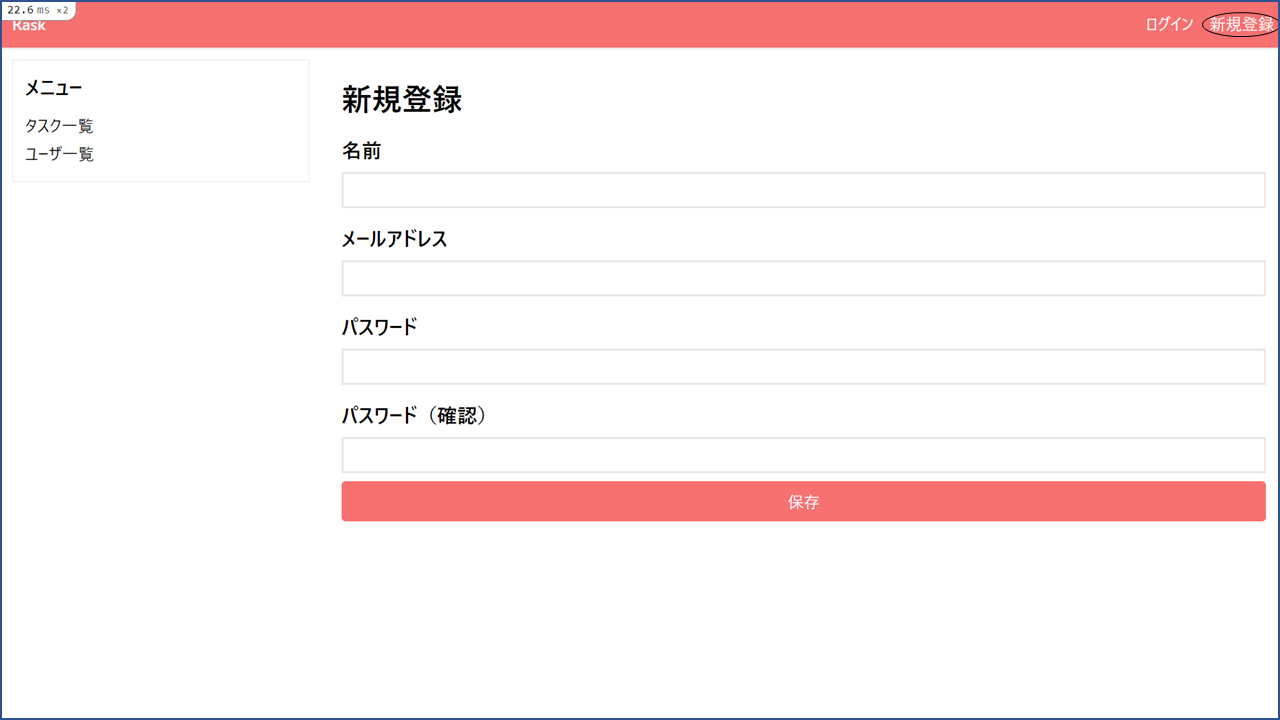 22.6 ms ×2
Rask
ログイン 新規登録
メニュー
タスク一覧
ユーザ一覧
新規登録
名前
メールアドレス
パスワード
パスワード（確認）
保存